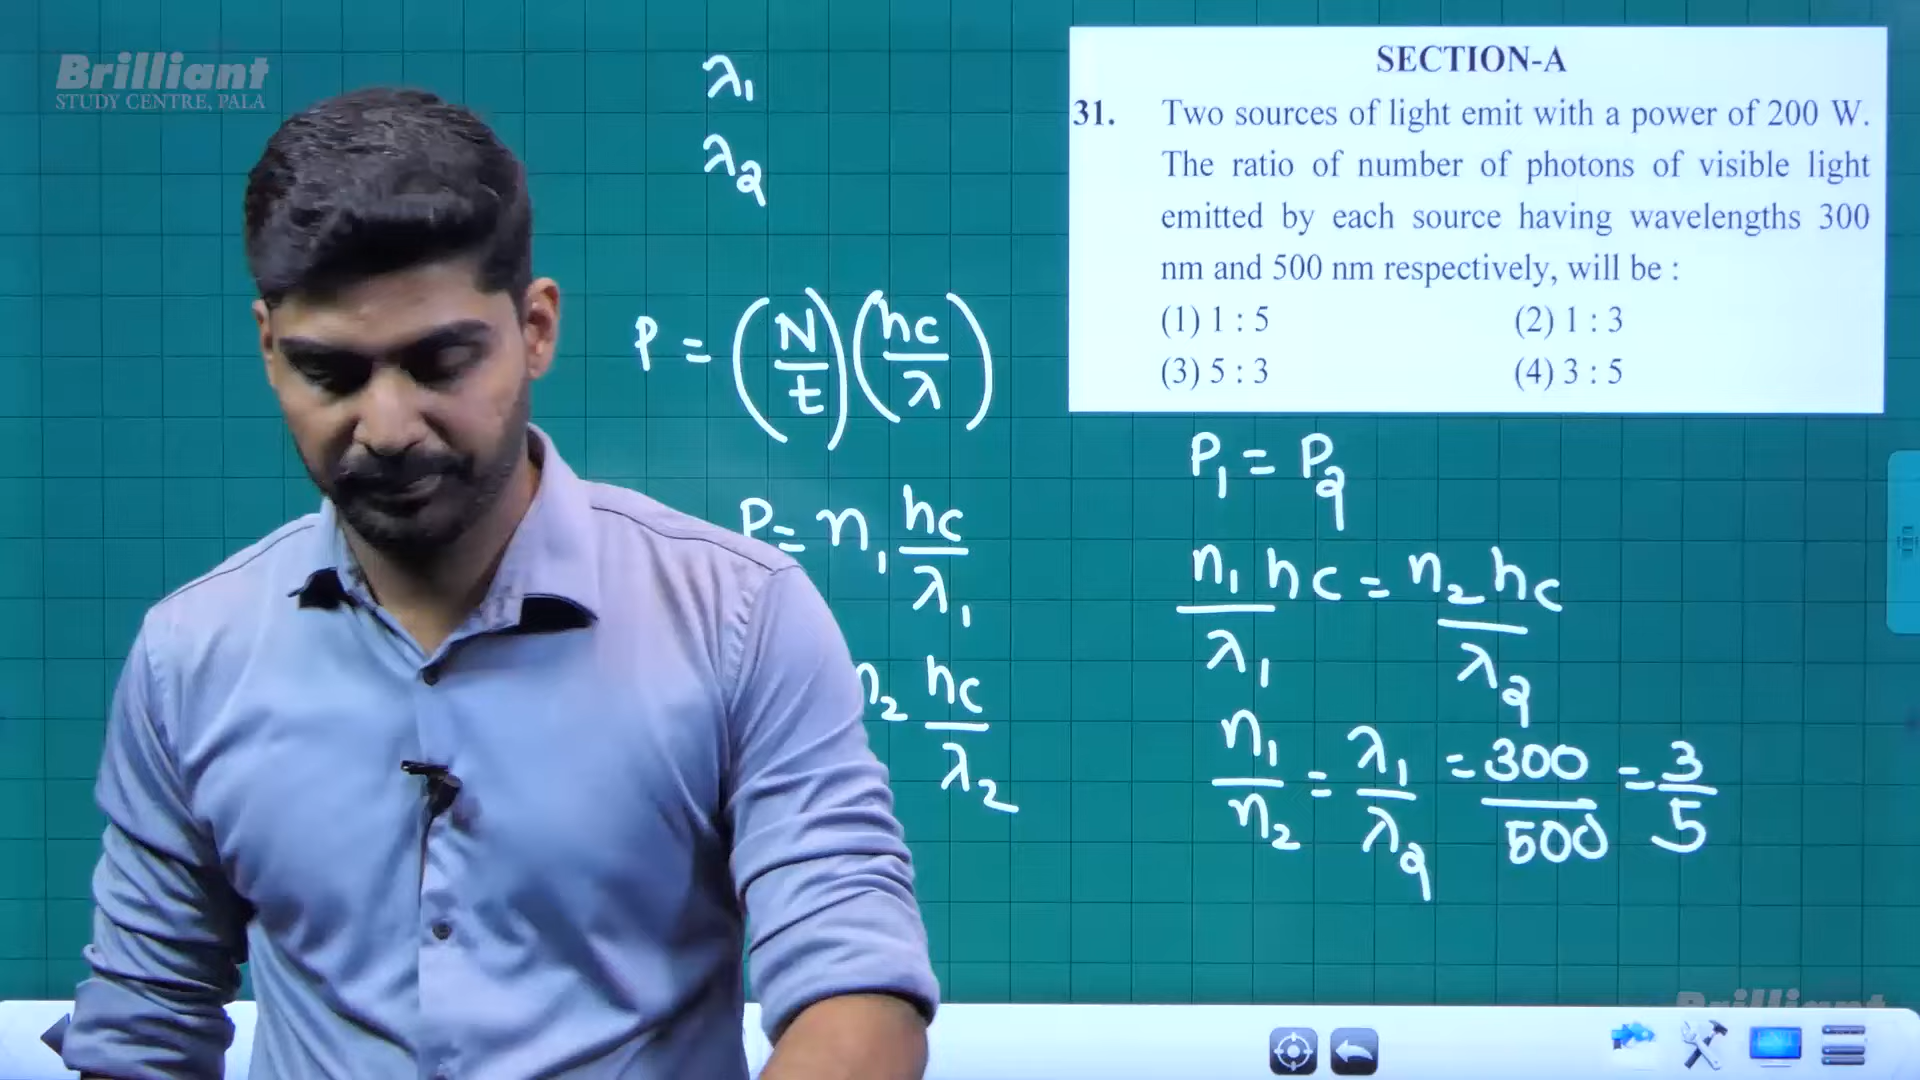 Brilliant
STUDY CENTRE, PALA
λ₁
λ₂
P = (N/t)(hc/λ)
P = n₁ hc/λ₁
n₂ hc/λ₂
SECTION-A
31. Two sources of light emit with a power of 200 W.
The ratio of number of photons of visible light
emitted by each source having wavelengths 300
nm and 500 nm respectively, will be :
(1) 1 : 5 (2) 1 : 3
(3) 5 : 3 (4) 3 : 5
P₁ = P₂
n₁hc/λ₁ = n₂hc/λ₂
n₁/n₂ = λ₁/λ₂ = 300/500 = 3/5
Brilliant